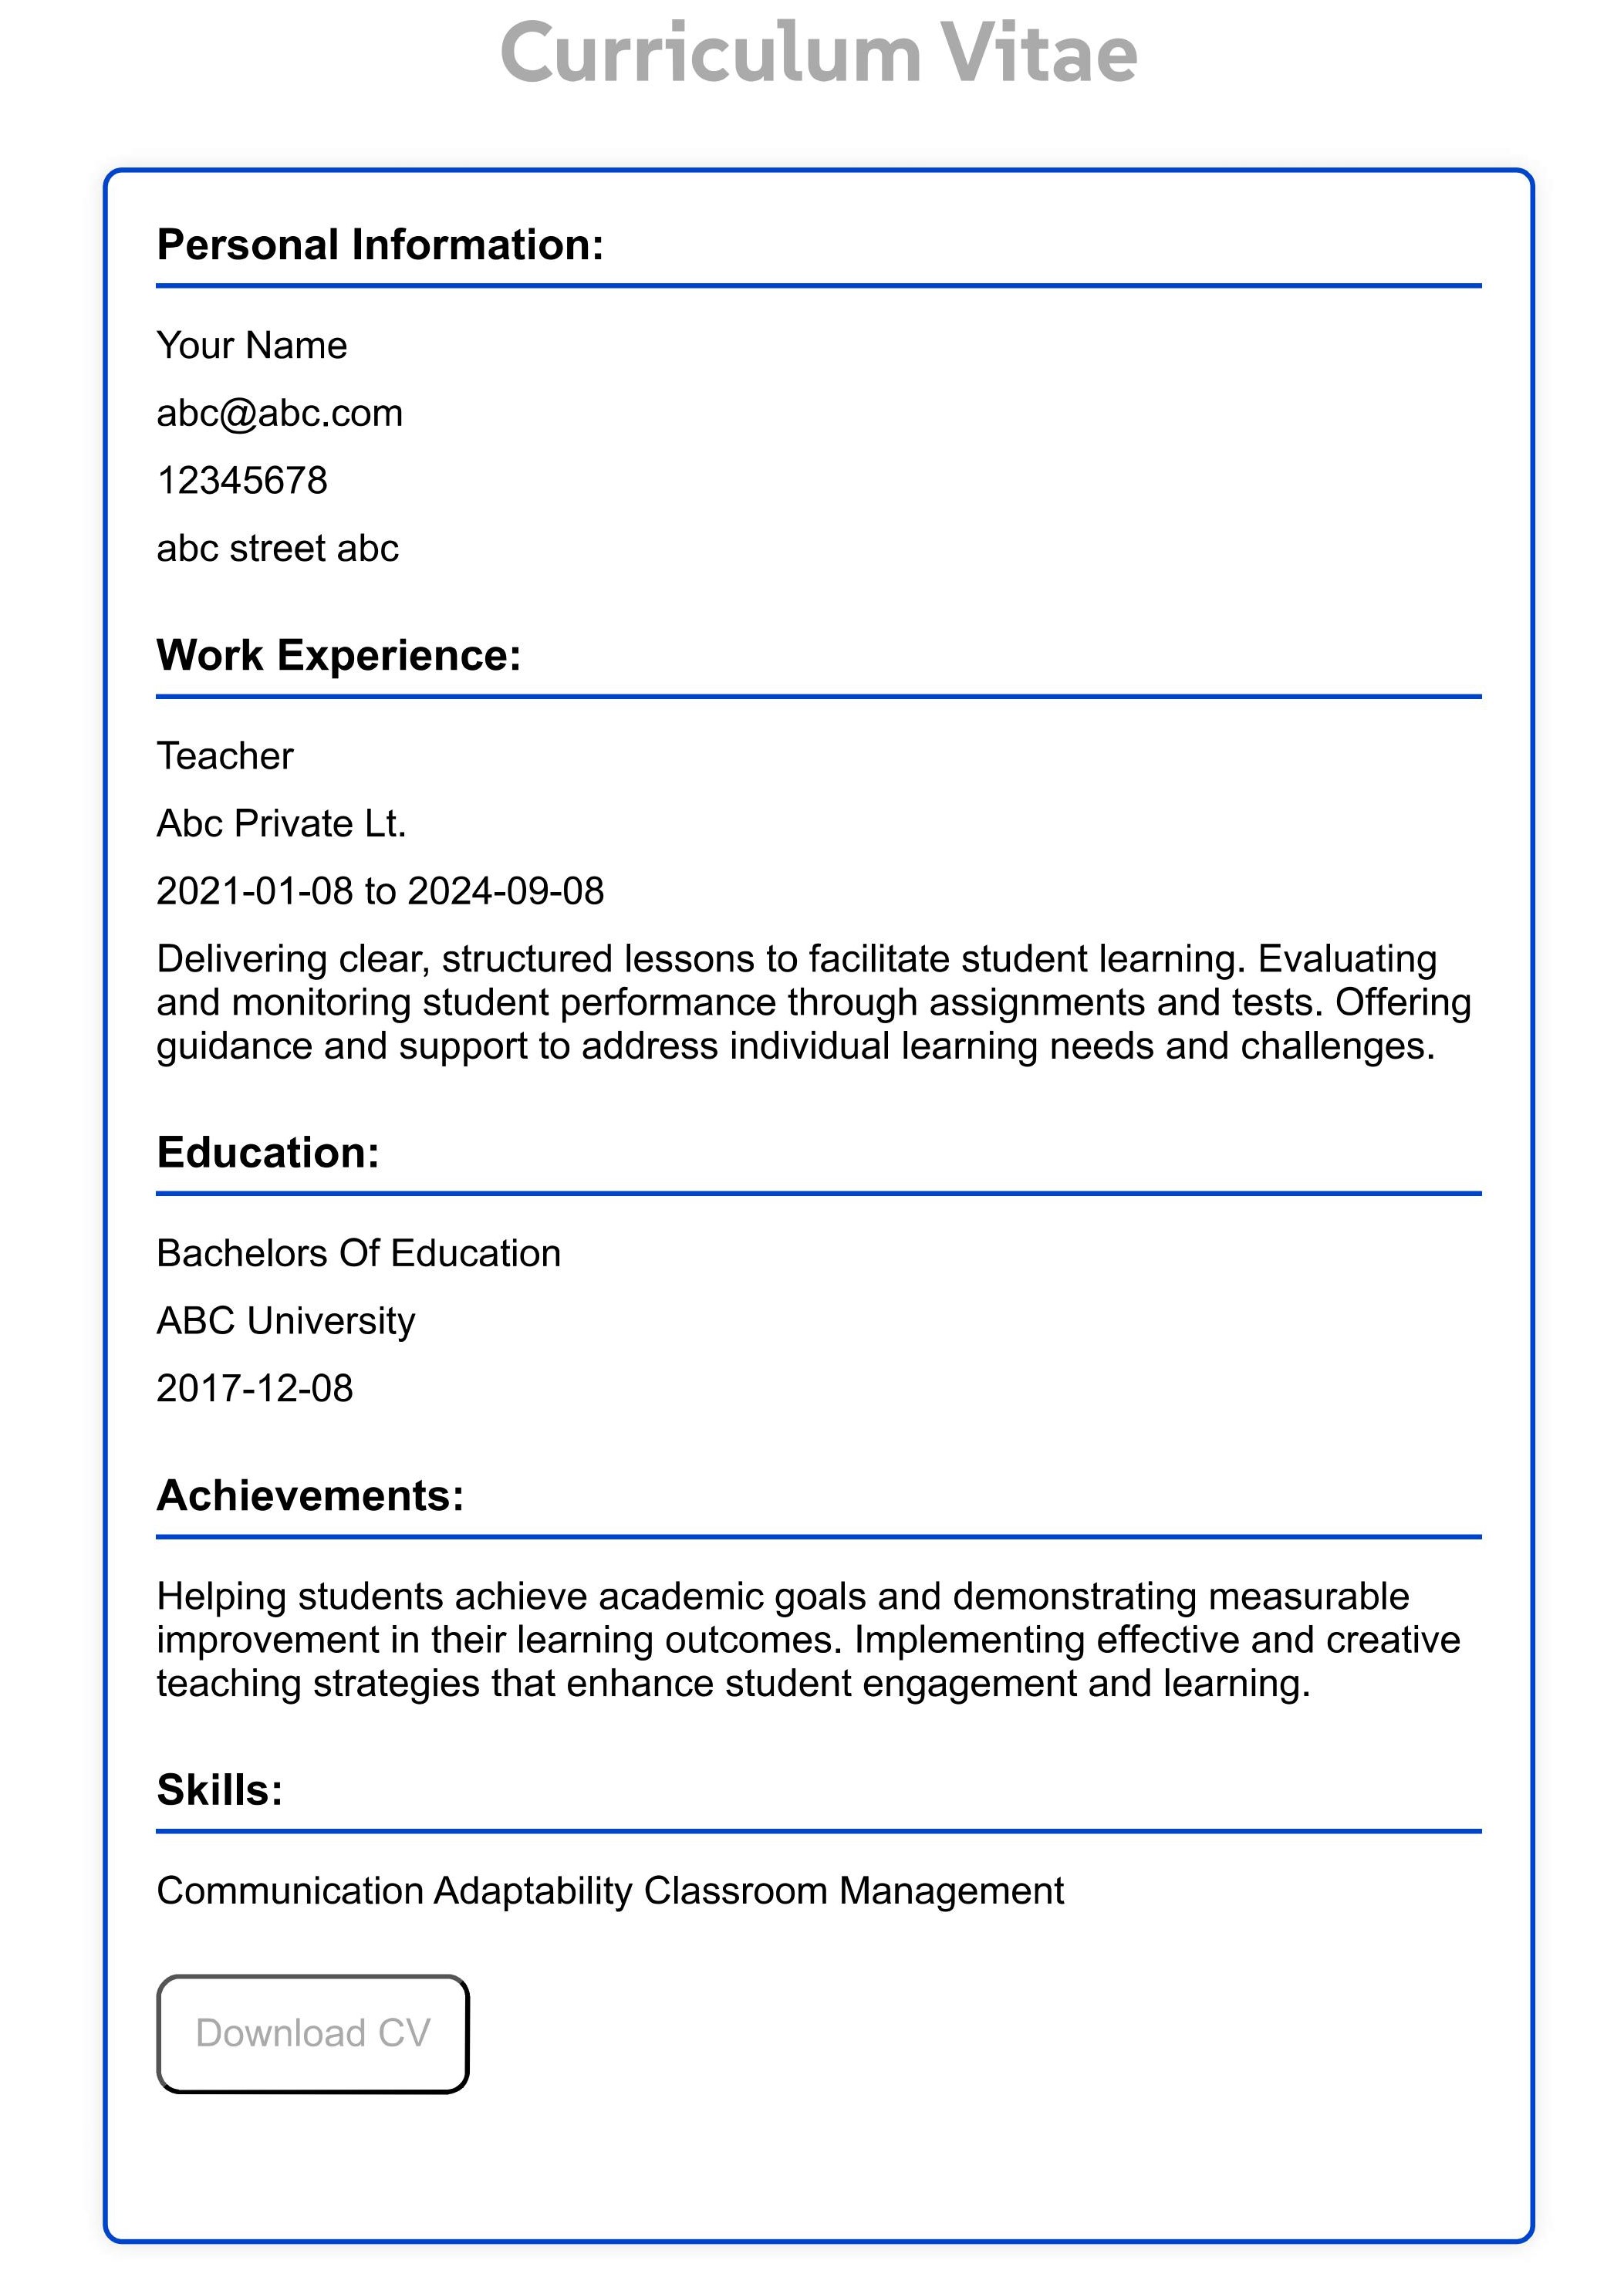 Curriculum Vitae
Personal Information:
Your Name
abc@abc.com
12345678
abc street abc
Work Experience:
Teacher
Abc Private Lt.
2021-01-08 to 2024-09-08
Delivering clear, structured lessons to facilitate student learning. Evaluating
and monitoring student performance through assignments and tests. Offering
guidance and support to address individual learning needs and challenges.
Education:
Bachelors Of Education
ABC University
2017-12-08
Achievements:
Helping students achieve academic goals and demonstrating measurable
improvement in their learning outcomes. Implementing effective and creative
teaching strategies that enhance student engagement and learning.
Skills:
Communication Adaptability Classroom Management
Download CV